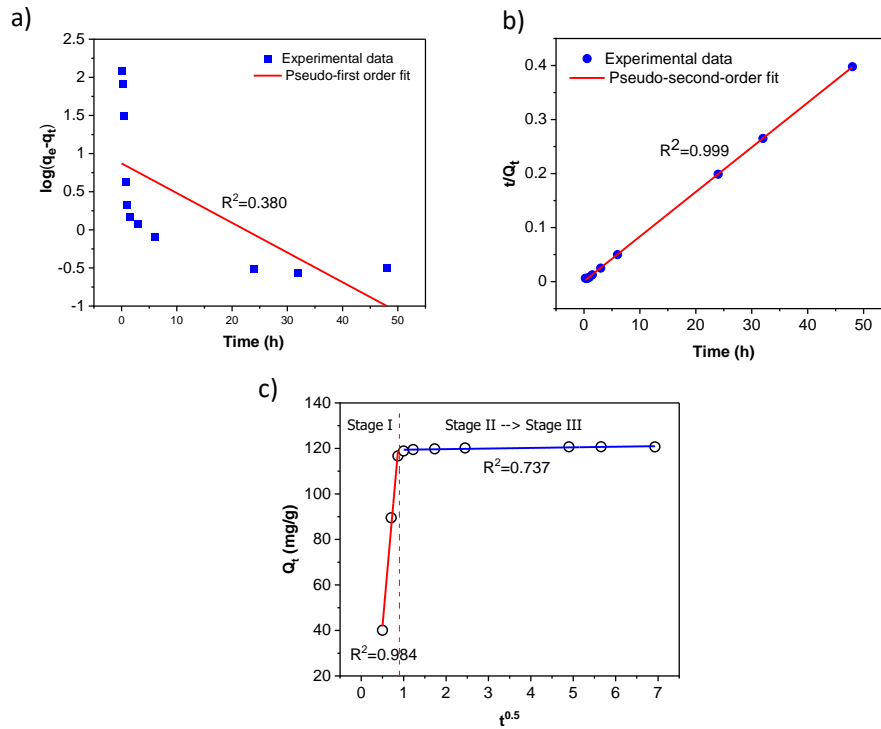 a)
2.5
2
1.5
1
0.5
0
-0.5
-1
log(qe-qt)
Experimental data
Pseudo-first order fit
R²=0.380
0 10 20 30 40 50
Time (h)
b)
0.4
0.2
0
t/Qt
Experimental data
Pseudo-second-order fit
R²=0.999
0 10 20 30 40 50
Time (h)
c)
140
120
100
80
60
40
20
Qt (mg/g)
Stage I
Stage II --> Stage III
R²=0.737
R²=0.984
0 1 2 3 4 5 6 7
t^0.5